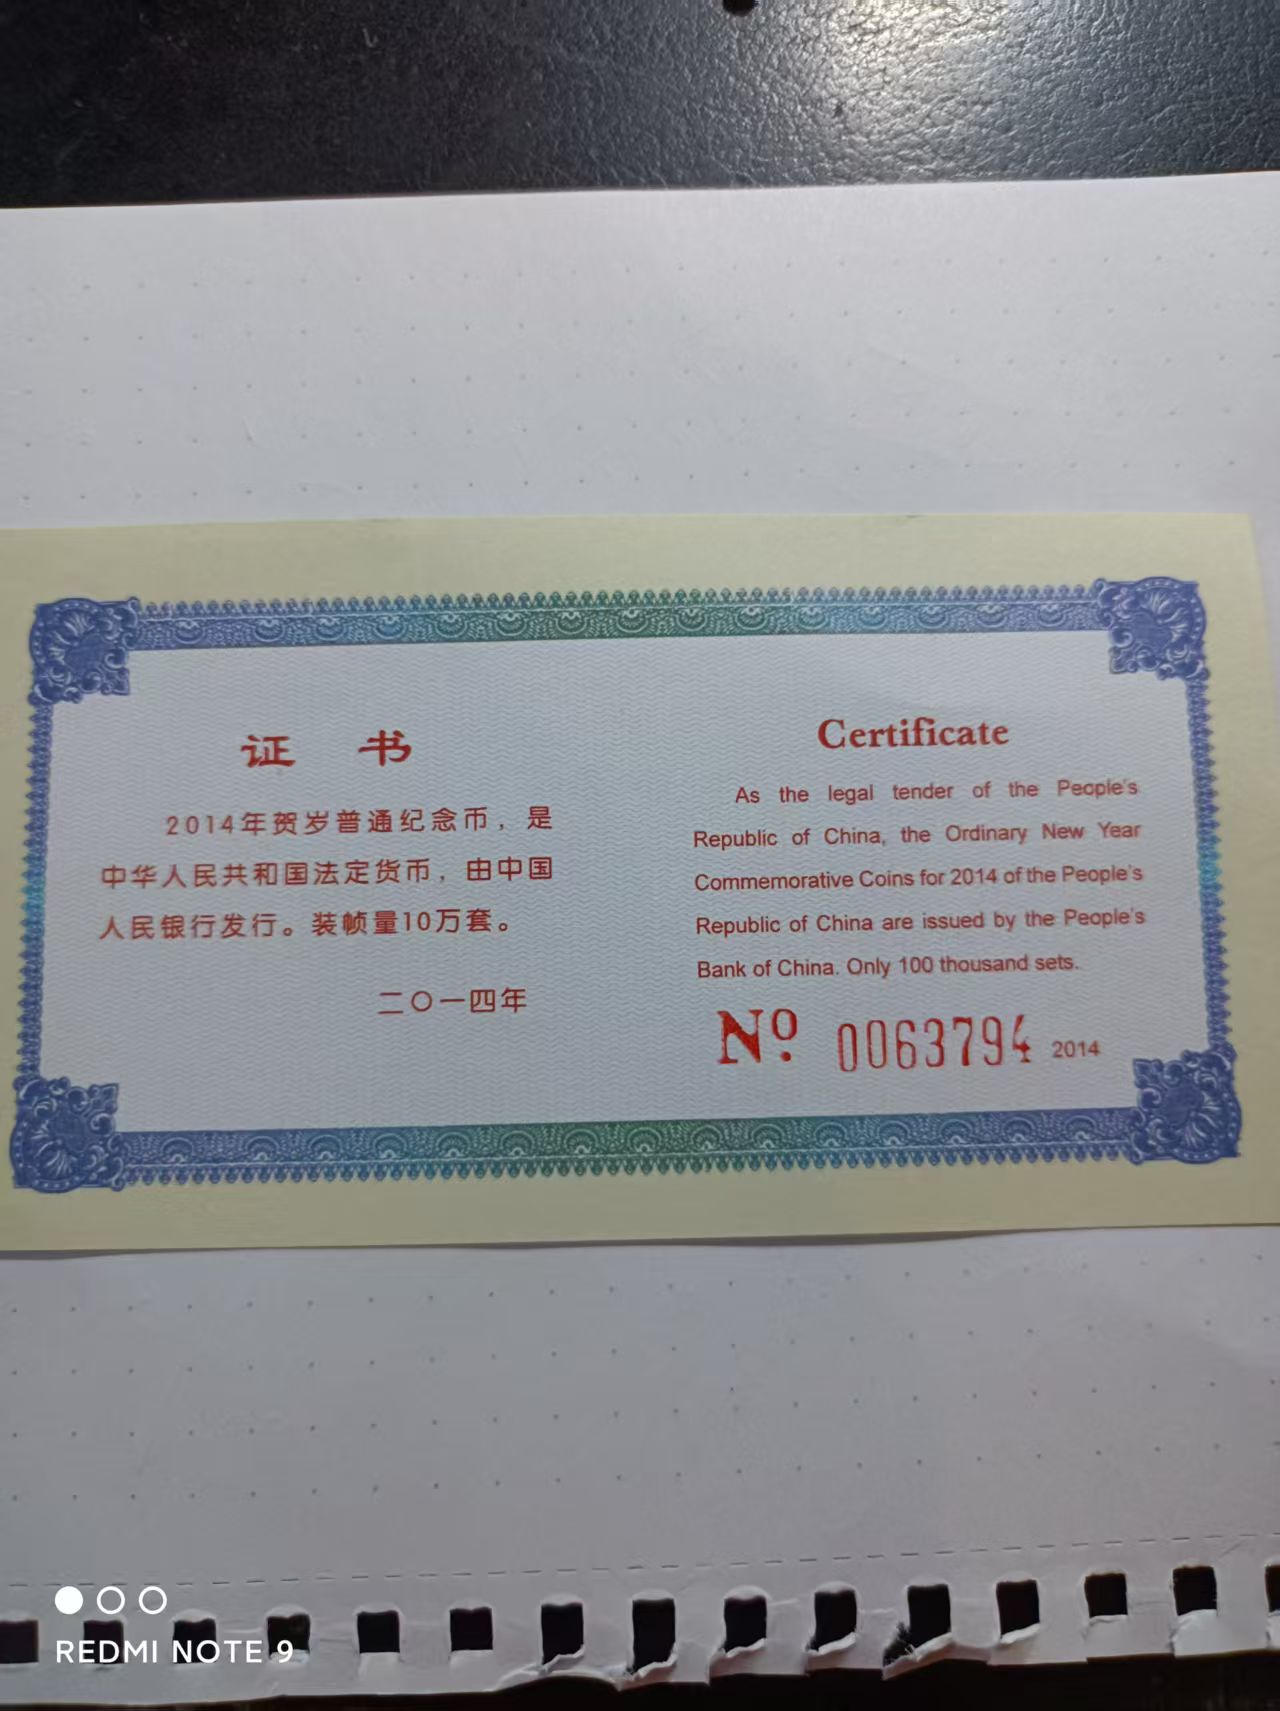 证 书
2014年贺岁普通纪念币，是
中华人民共和国法定货币，由中国
人民银行发行。装帧量10万套。
二〇一四年
Certificate
As the legal tender of the People's
Republic of China, the Ordinary New Year
Commemorative Coins for 2014 of the People's
Republic of China are issued by the People's
Bank of China. Only 100 thousand sets.
Nº 0063794 2014
REDMI NOTE 9